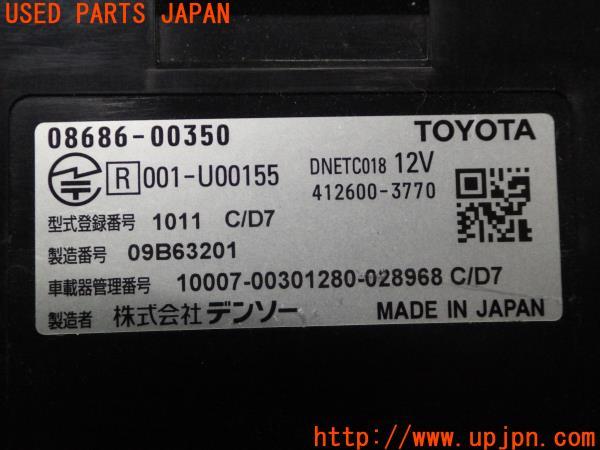 USED PARTS JAPAN
08686-00350 TOYOTA
R 001-U00155 DNETC018 12V
412600-3770
型式登録番号 1011 C/D7
製造番号 09B63201
車載器管理番号 10007-00301280-028968 C/D7
製造者 株式会社 デンソー MADE IN JAPAN
http://www.upjpn.com